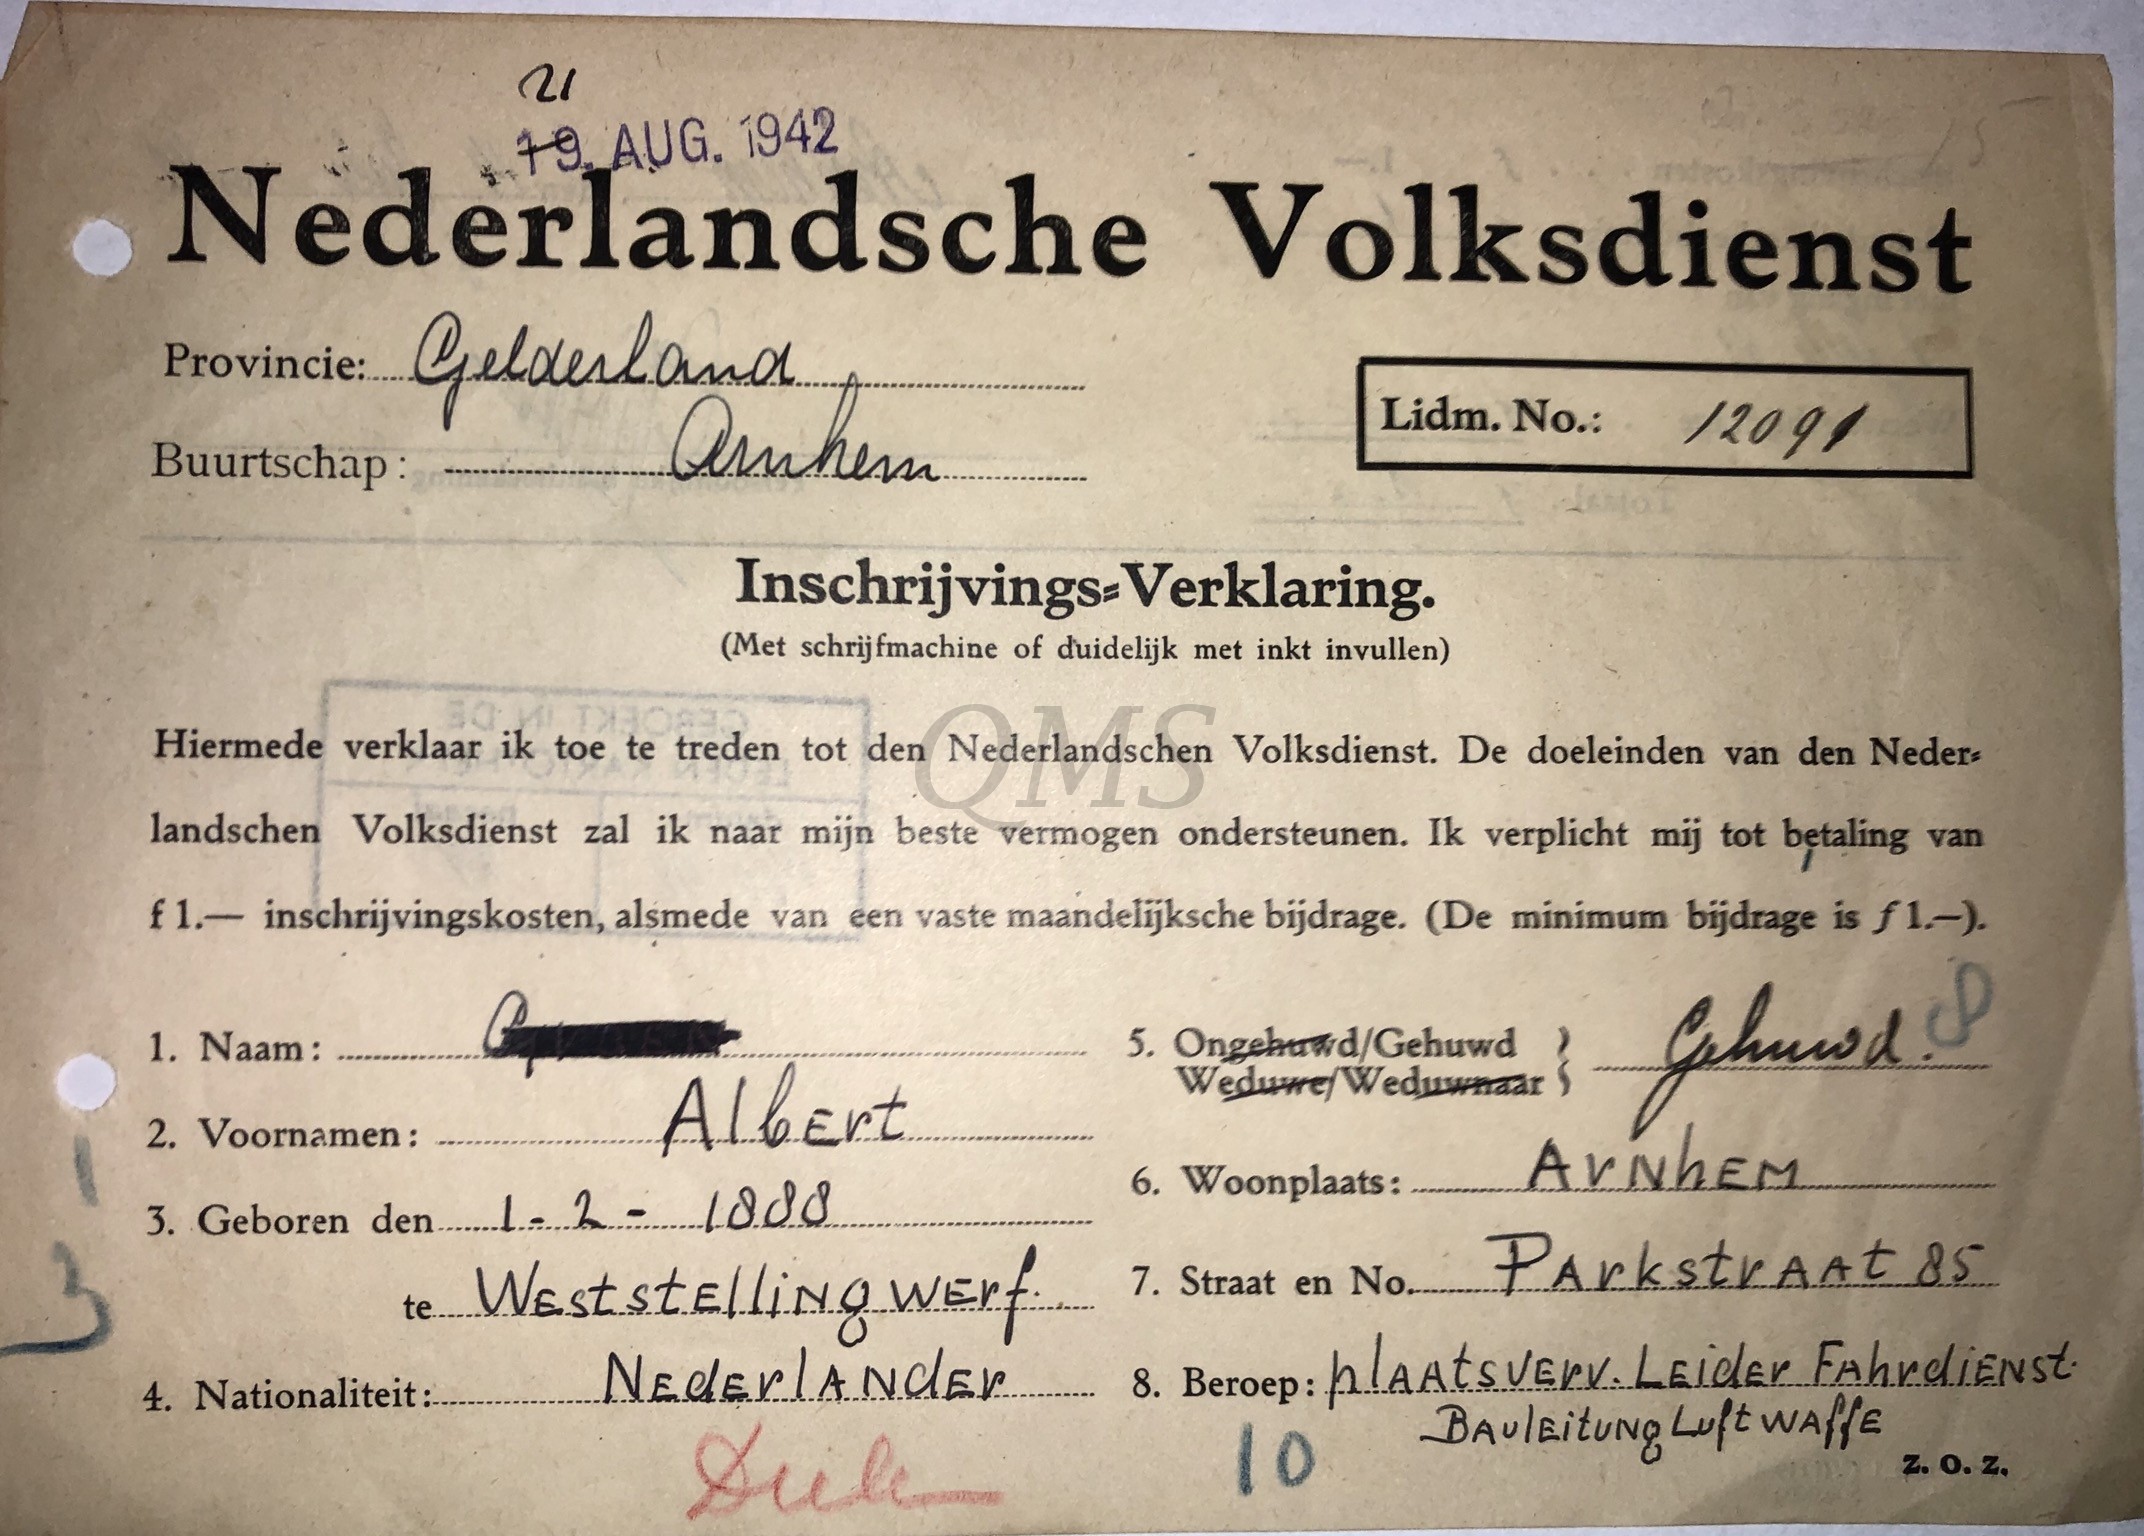 21
19. AUG. 1942
Nederlandsche Volksdienst
Provincie: Gelderland
Buurtschap: Arnhem
Lidm. No.: 12091
Inschrijvings-Verklaring.
(Met schrijfmachine of duidelijk met inkt invullen)
Hiermede verklaar ik toe te treden tot den Nederlandschen Volksdienst. De doeleinden van den Neder-
landschen Volksdienst zal ik naar mijn beste vermogen ondersteunen. Ik verplicht mij tot betaling van
f 1.— inschrijvingskosten, alsmede van een vaste maandelijksche bijdrage. (De minimum bijdrage is f 1.—).
QMS
1. Naam:
2. Voornamen: Albert
3. Geboren den 1-2-1888
te Weststellingwerf.
4. Nationaliteit: Nederlander
5. Ongehuwd/Gehuwd
Weduwe/Weduwnaar
Gehuwd. 8
6. Woonplaats: Arnhem
7. Straat en No. Parkstraat 85
8. Beroep: plaatsverv. Leider Fahrdienst.
Bauleitung Luftwaffe
10
z. o. z.
1
3